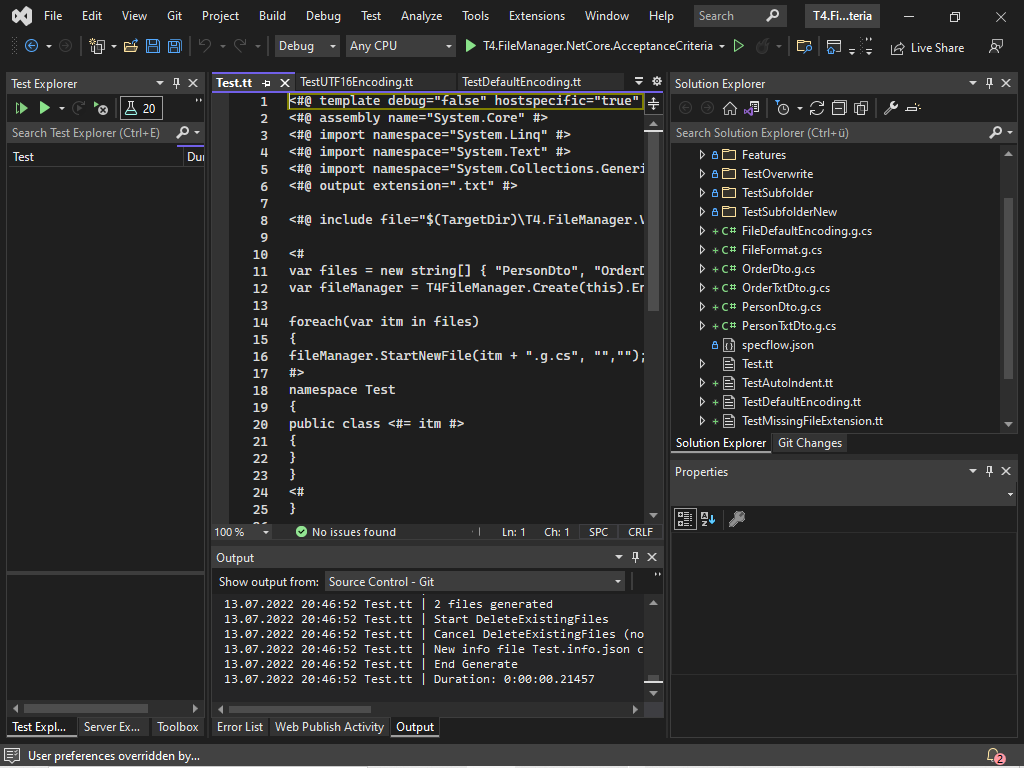 File Edit View Git Project Build Debug Test Analyze Tools Extensions Window Help Search T4.Fi...teria
Debug Any CPU T4.FileManager.NetCore.AcceptanceCriteria Live Share
Test Explorer
20
Search Test Explorer (Ctrl+E)
Test Dur
Test.tt TestUTF16Encoding.tt TestDefaultEncoding.tt
1 <#@ template debug="false" hostspecific="true"
2 <#@ assembly name="System.Core" #>
3 <#@ import namespace="System.Linq" #>
4 <#@ import namespace="System.Text" #>
5 <#@ import namespace="System.Collections.Generi
6 <#@ output extension=".txt" #>
7
8 <#@ include file="$(TargetDir)\T4.FileManager.V
9
10 <#
11 var files = new string[] { "PersonDto", "OrderD
12 var fileManager = T4FileManager.Create(this).En
13
14 foreach(var itm in files)
15 {
16 fileManager.StartNewFile(itm + ".g.cs", "","");
17 #>
18 namespace Test
19 {
20 public class <#= itm #>
21 {
22 }
23 }
24 <#
25 }
100 % No issues found Ln: 1 Ch: 1 SPC CRLF
Output
Show output from: Source Control - Git
13.07.2022 20:46:52 Test.tt | 2 files generated
13.07.2022 20:46:52 Test.tt | Start DeleteExistingFiles
13.07.2022 20:46:52 Test.tt | Cancel DeleteExistingFiles (no
13.07.2022 20:46:52 Test.tt | New info file Test.info.json c
13.07.2022 20:46:52 Test.tt | End Generate
13.07.2022 20:46:52 Test.tt | Duration: 0:00:00.21457
Solution Explorer
Search Solution Explorer (Ctrl+ü)
Features
TestOverwrite
TestSubfolder
TestSubfolderNew
+ C# FileDefaultEncoding.g.cs
+ C# FileFormat.g.cs
+ C# OrderDto.g.cs
+ C# OrderTxtDto.g.cs
+ C# PersonDto.g.cs
+ C# PersonTxtDto.g.cs
specflow.json
Test.tt
+ TestAutoIndent.tt
+ TestDefaultEncoding.tt
+ TestMissingFileExtension.tt
Solution Explorer Git Changes
Properties
Test Expl... Server Ex... Toolbox Error List Web Publish Activity Output
User preferences overridden by... 2